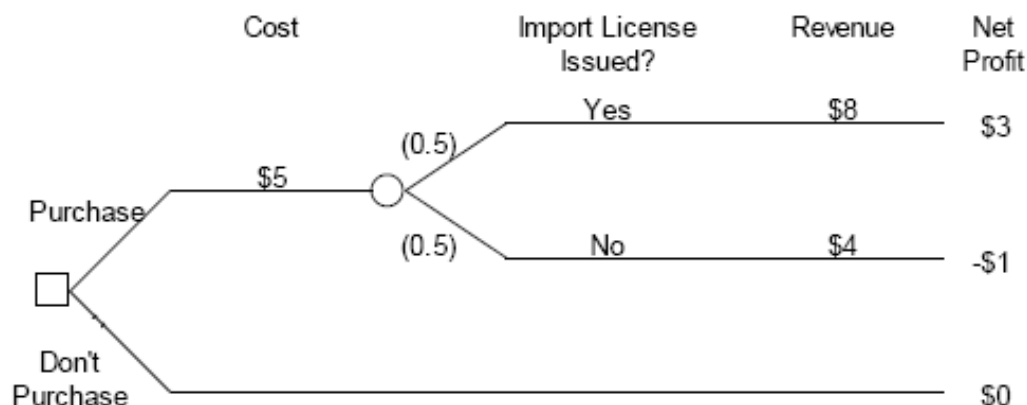 Cost
Import License
Issued?
Revenue
Net
Profit
Yes
$8
$3
(0.5)
$5
Purchase
(0.5)
No
$4
-$1
Don't
Purchase
$0